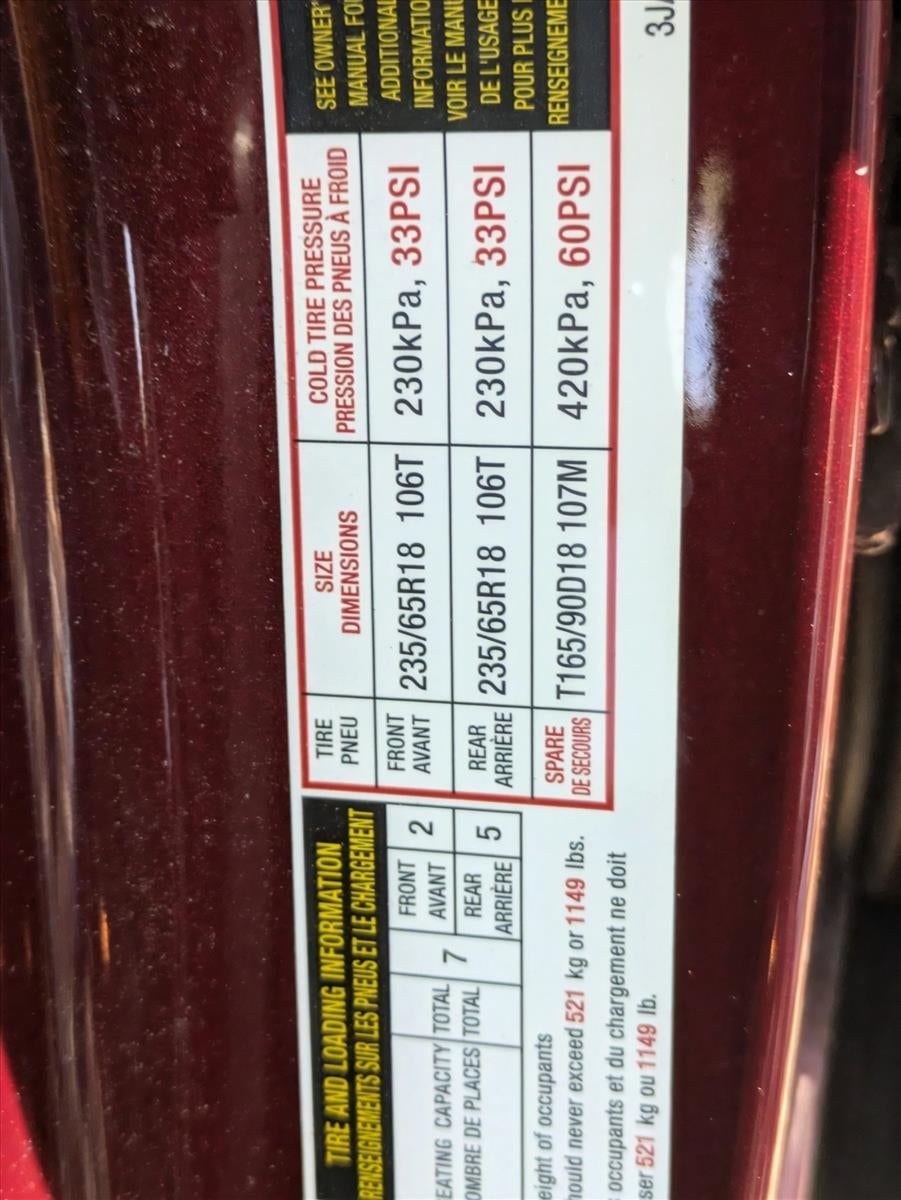 TIRE AND LOADING INFORMATION
RENSEIGNEMENTS SUR LES PNEUS ET LE CHARGEMENT
EATING CAPACITY TOTAL 7 FRONT 2
OMBRE DE PLACES TOTAL AVANT
REAR 5
ARRIÈRE
eight of occupants
hould never exceed 521 kg or 1149 lbs.
occupants et du chargement ne doit
ser 521 kg ou 1149 lb.
TIRE SIZE COLD TIRE PRESSURE
PNEU DIMENSIONS PRESSION DES PNEUS À FROID
FRONT 235/65R18 106T 230kPa, 33PSI
AVANT
REAR 235/65R18 106T 230kPa, 33PSI
ARRIÈRE
SPARE T165/90D18 107M 420kPa, 60PSI
DE SECOURS
SEE OWNER'
MANUAL FO
ADDITIONAL
INFORMATIO
VOIR LE MANU
DE L'USAGE
POUR PLUS
RENSEIGNEME
3J